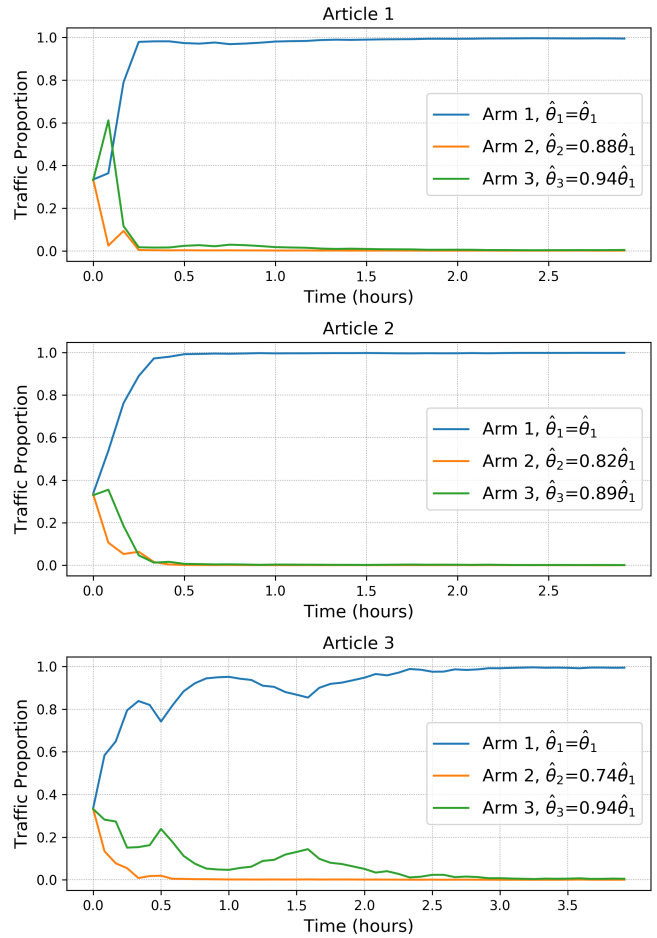 Article 1
Traffic Proportion
1.0
0.8
0.6
0.4
0.2
0.0
Arm 1, θ̂₁=θ̂₁
Arm 2, θ̂₂=0.88θ̂₁
Arm 3, θ̂₃=0.94θ̂₁
0.0 0.5 1.0 1.5 2.0 2.5
Time (hours)
Article 2
Traffic Proportion
1.0
0.8
0.6
0.4
0.2
0.0
Arm 1, θ̂₁=θ̂₁
Arm 2, θ̂₂=0.82θ̂₁
Arm 3, θ̂₃=0.89θ̂₁
0.0 0.5 1.0 1.5 2.0 2.5
Time (hours)
Article 3
Traffic Proportion
1.0
0.8
0.6
0.4
0.2
0.0
Arm 1, θ̂₁=θ̂₁
Arm 2, θ̂₂=0.74θ̂₁
Arm 3, θ̂₃=0.94θ̂₁
0.0 0.5 1.0 1.5 2.0 2.5 3.0 3.5
Time (hours)